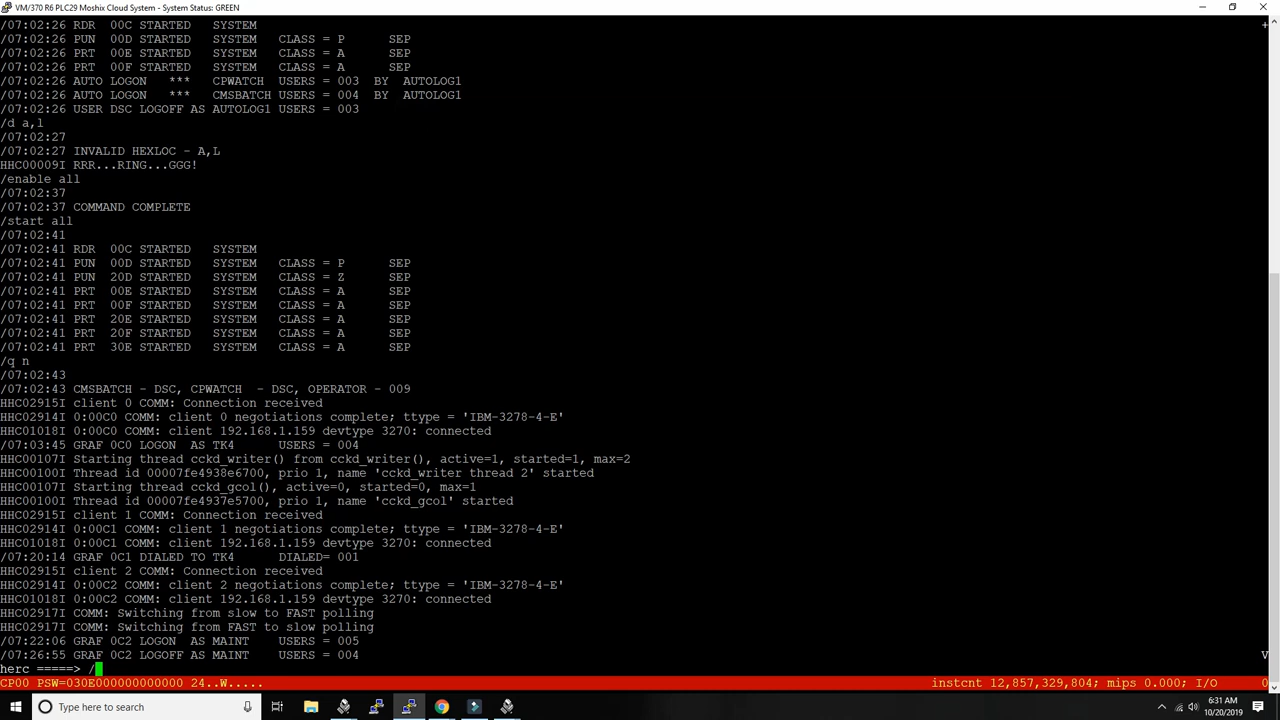 VM/370 R6 PLC29 Moshix Cloud System - System Status: GREEN
/07:02:26 RDR  00C STARTED   SYSTEM
/07:02:26 PUN  00D STARTED   SYSTEM   CLASS = P      SEP
/07:02:26 PRT  00E STARTED   SYSTEM   CLASS = A      SEP
/07:02:26 PRT  00F STARTED   SYSTEM   CLASS = A      SEP
/07:02:26 AUTO LOGON   ***   CPWATCH  USERS = 003  BY  AUTOLOG1
/07:02:26 AUTO LOGON   ***   CMSBATCH USERS = 004  BY  AUTOLOG1
/07:02:26 USER DSC LOGOFF AS AUTOLOG1 USERS = 003
/d a,l
/07:02:27
/07:02:27 INVALID HEXLOC - A,L
HHC00009I RRR...RING...GGG!
/enable all
/07:02:37
/07:02:37 COMMAND COMPLETE
/start all
/07:02:41
/07:02:41 RDR  00C STARTED   SYSTEM
/07:02:41 PUN  00D STARTED   SYSTEM   CLASS = P      SEP
/07:02:41 PUN  20D STARTED   SYSTEM   CLASS = Z      SEP
/07:02:41 PRT  00E STARTED   SYSTEM   CLASS = A      SEP
/07:02:41 PRT  00F STARTED   SYSTEM   CLASS = A      SEP
/07:02:41 PRT  20E STARTED   SYSTEM   CLASS = A      SEP
/07:02:41 PRT  20F STARTED   SYSTEM   CLASS = A      SEP
/07:02:41 PRT  30E STARTED   SYSTEM   CLASS = A      SEP
/q n
/07:02:43
/07:02:43 CMSBATCH - DSC, CPWATCH  - DSC, OPERATOR - 009
HHC02915I client 0 COMM: Connection received
HHC02914I 0:00C0 COMM: client 0 negotiations complete; ttype = 'IBM-3278-4-E'
HHC01018I 0:00C0 COMM: client 192.168.1.159 devtype 3270: connected
/07:03:45 GRAF 0C0 LOGON  AS TK4      USERS = 004
HHC00107I Starting thread cckd_writer() from cckd_writer(), active=1, started=1, max=2
HHC00100I Thread id 00007fe4938e6700, prio 1, name 'cckd_writer thread 2' started
HHC00107I Starting thread cckd_gcol(), active=0, started=0, max=1
HHC00100I Thread id 00007fe4937e5700, prio 1, name 'cckd_gcol' started
HHC02915I client 1 COMM: Connection received
HHC02914I 0:00C1 COMM: client 1 negotiations complete; ttype = 'IBM-3278-4-E'
HHC01018I 0:00C1 COMM: client 192.168.1.159 devtype 3270: connected
/07:20:14 GRAF 0C1 DIALED TO TK4      DIALED= 001
HHC02915I client 2 COMM: Connection received
HHC02914I 0:00C2 COMM: client 2 negotiations complete; ttype = 'IBM-3278-4-E'
HHC01018I 0:00C2 COMM: client 192.168.1.159 devtype 3270: connected
HHC02917I COMM: Switching from slow to FAST polling
HHC02917I COMM: Switching from FAST to slow polling
/07:22:06 GRAF 0C2 LOGON  AS MAINT    USERS = 005
/07:26:55 GRAF 0C2 LOGOFF AS MAINT    USERS = 004
V
herc =====> /
CP00 PSW=030E000000000000 24..W..... instcnt 12,857,329,804; mips 0.000; I/O 0
Type here to search
6:31 AM
10/20/2019